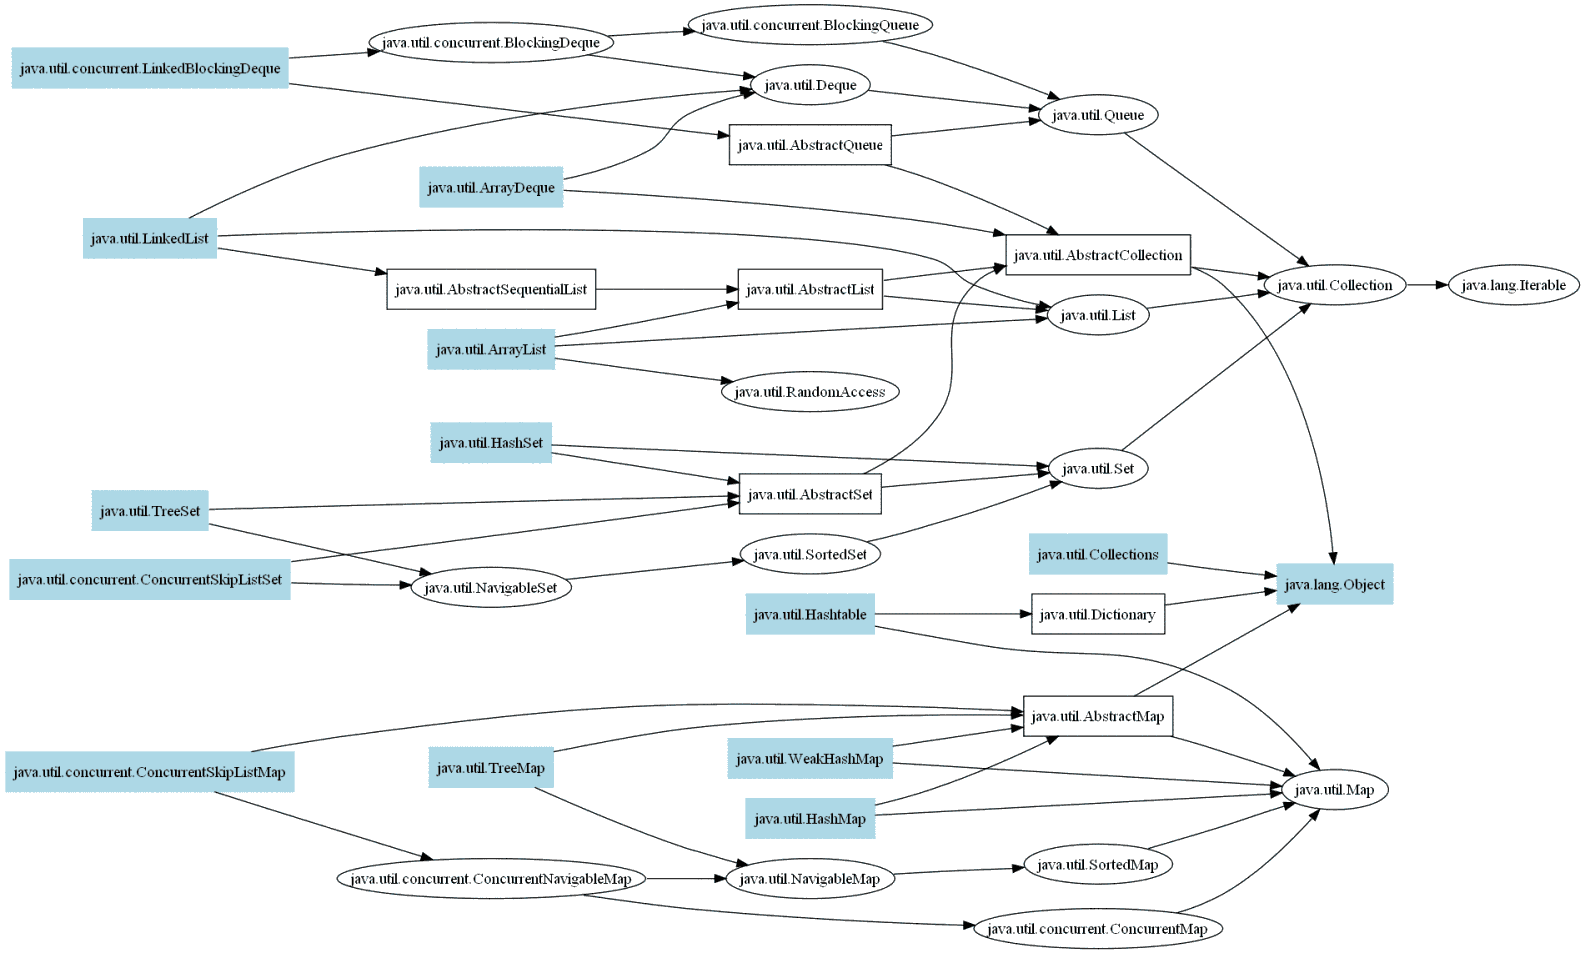 java.util.concurrent.BlockingQueue
java.util.concurrent.BlockingDeque
java.util.concurrent.LinkedBlockingDeque
java.util.Deque
java.util.Queue
java.util.AbstractQueue
java.util.ArrayDeque
java.util.LinkedList
java.util.AbstractCollection
java.util.AbstractSequentialList
java.util.AbstractList
java.util.Collection
java.lang.Iterable
java.util.List
java.util.ArrayList
java.util.RandomAccess
java.util.HashSet
java.util.Set
java.util.AbstractSet
java.util.TreeSet
java.util.SortedSet
java.util.Collections
java.util.concurrent.ConcurrentSkipListSet
java.util.NavigableSet
java.lang.Object
java.util.Hashtable
java.util.Dictionary
java.util.AbstractMap
java.util.concurrent.ConcurrentSkipListMap
java.util.TreeMap
java.util.WeakHashMap
java.util.Map
java.util.HashMap
java.util.SortedMap
java.util.concurrent.ConcurrentNavigableMap
java.util.NavigableMap
java.util.concurrent.ConcurrentMap